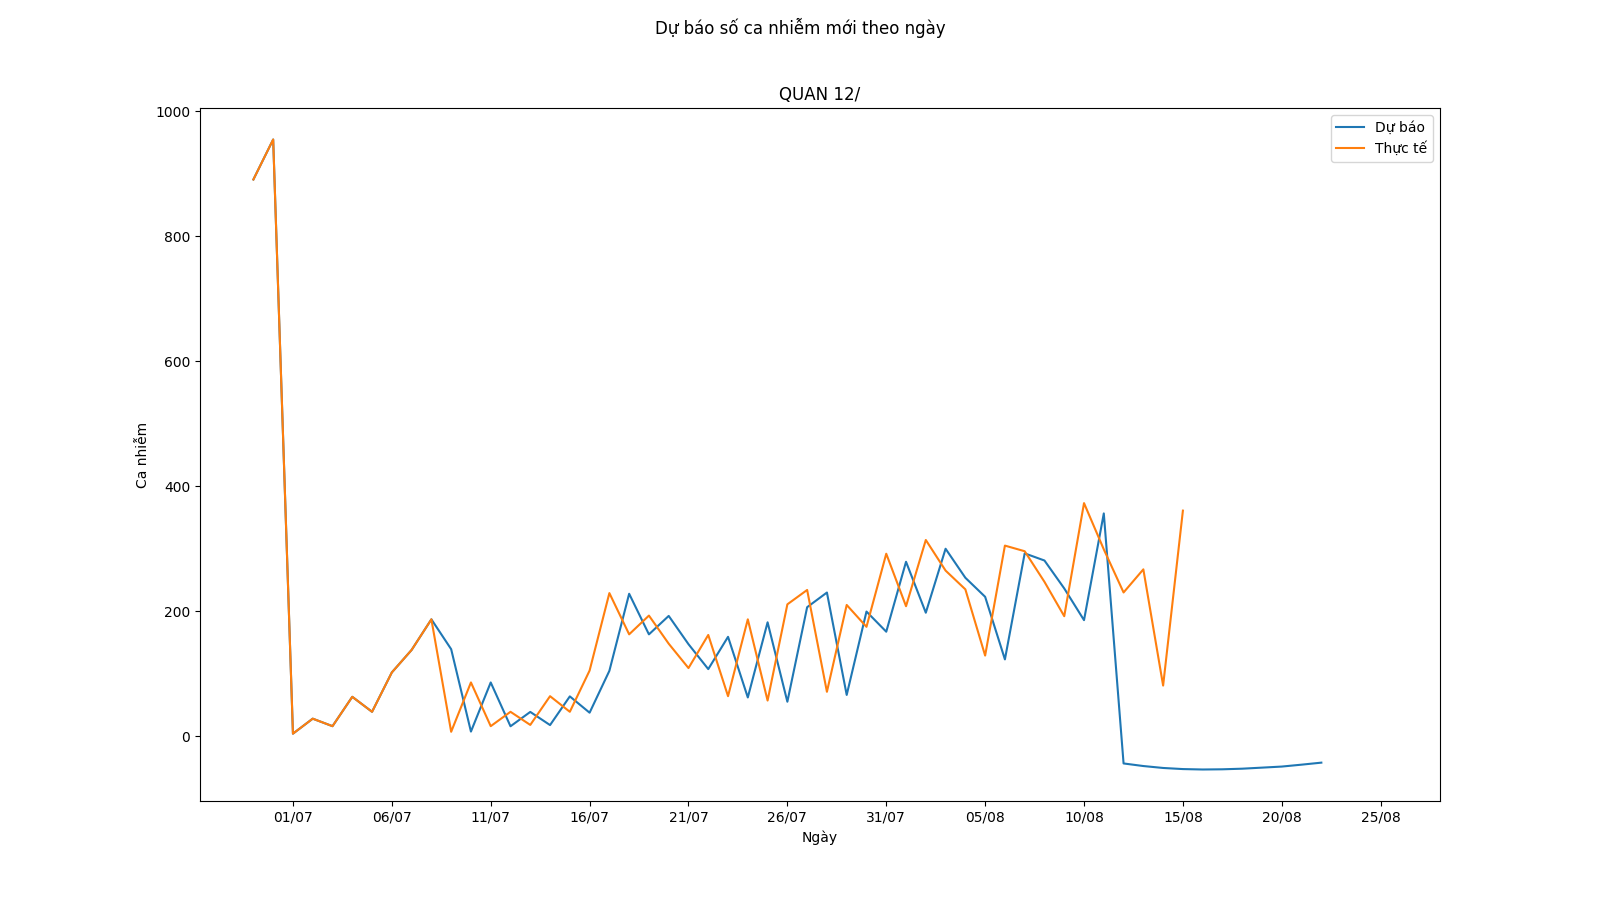 Dự báo số ca nhiễm mới theo ngày
QUAN 12/
Dự báo
Thực tế
1000
800
600
400
200
0
Ca nhiễm
01/07 06/07 11/07 16/07 21/07 26/07 31/07 05/08 10/08 15/08 20/08 25/08
Ngày